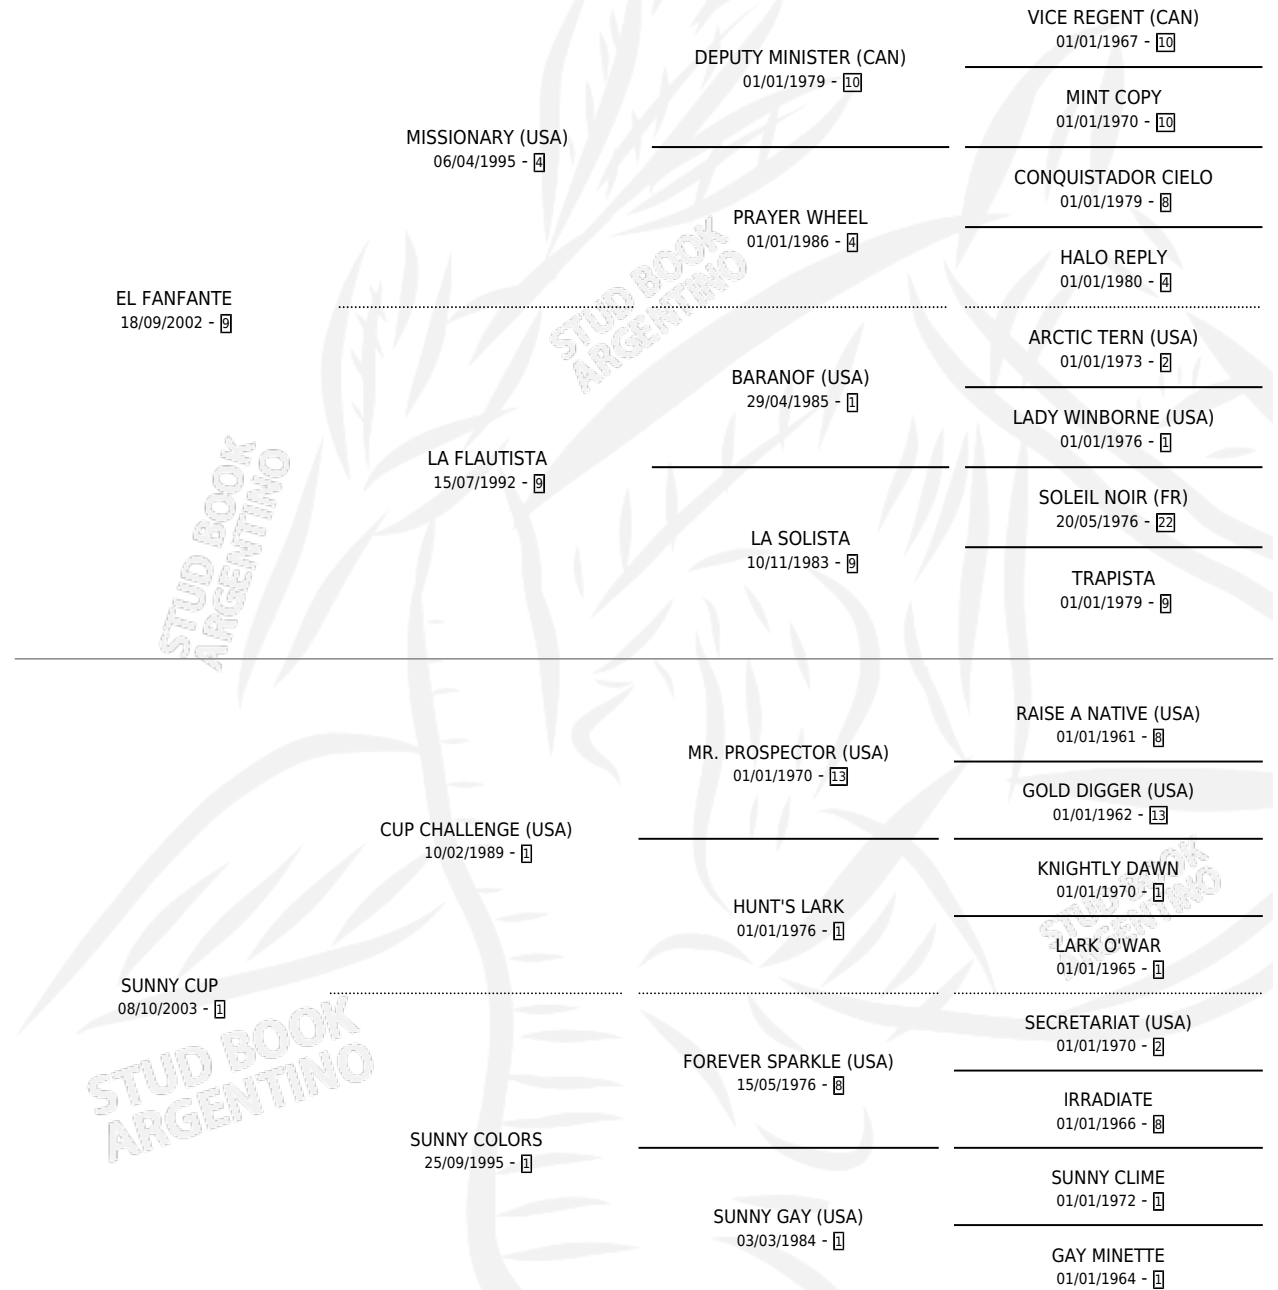 VICE REGENT (CAN)
01/01/1967 - 10
DEPUTY MINISTER (CAN)
01/01/1979 - 10
MINT COPY
01/01/1970 - 10
MISSIONARY (USA)
06/04/1995 - 4
CONQUISTADOR CIELO
01/01/1979 - 8
PRAYER WHEEL
01/01/1986 - 4
HALO REPLY
01/01/1980 - 4
EL FANFANTE
18/09/2002 - 9
ARCTIC TERN (USA)
01/01/1973 - 2
BARANOF (USA)
29/04/1985 - 1
LADY WINBORNE (USA)
01/01/1976 - 1
LA FLAUTISTA
15/07/1992 - 9
SOLEIL NOIR (FR)
20/05/1976 - 22
LA SOLISTA
10/11/1983 - 9
TRAPISTA
01/01/1979 - 9
RAISE A NATIVE (USA)
01/01/1961 - 8
MR. PROSPECTOR (USA)
01/01/1970 - 13
GOLD DIGGER (USA)
01/01/1962 - 13
CUP CHALLENGE (USA)
10/02/1989 - 1
KNIGHTLY DAWN
01/01/1970 - 1
HUNT'S LARK
01/01/1976 - 1
LARK O'WAR
01/01/1965 - 1
SUNNY CUP
08/10/2003 - 1
SECRETARIAT (USA)
01/01/1970 - 2
FOREVER SPARKLE (USA)
15/05/1976 - 8
IRRADIATE
01/01/1966 - 8
SUNNY COLORS
25/09/1995 - 1
SUNNY CLIME
01/01/1972 - 1
SUNNY GAY (USA)
03/03/1984 - 1
GAY MINETTE
01/01/1964 - 1
STUD BOOK
ARGENTINO
STUD BOOK
ARGENTINO
STUD BOOK
ARGENTINO
STUD BOOK
ARGENTINO